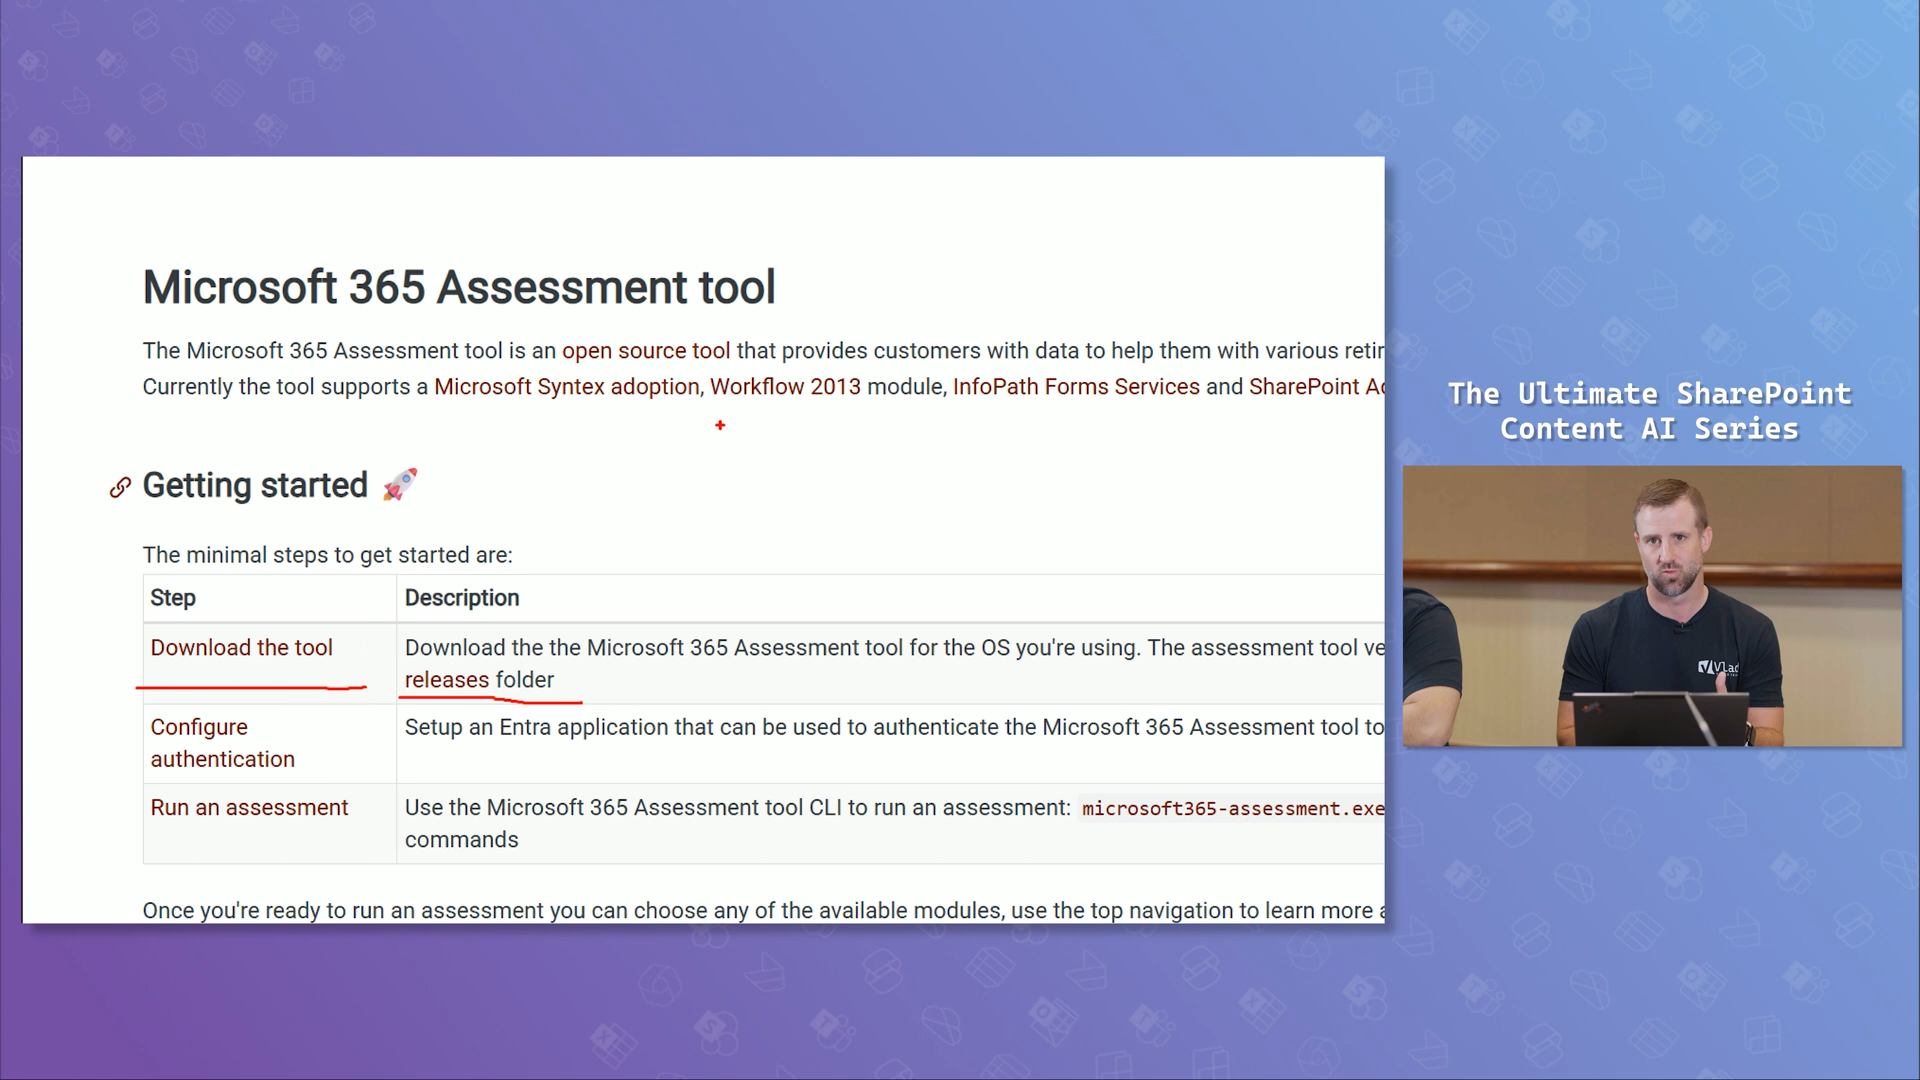 Microsoft 365 Assessment tool
The Microsoft 365 Assessment tool is an open source tool that provides customers with data to help them with various retir
Currently the tool supports a Microsoft Syntex adoption, Workflow 2013 module, InfoPath Forms Services and SharePoint Ad
Getting started 🚀
The minimal steps to get started are:
Step Description
Download the tool Download the the Microsoft 365 Assessment tool for the OS you're using. The assessment tool ve
releases folder
Configure Setup an Entra application that can be used to authenticate the Microsoft 365 Assessment tool to
authentication
Run an assessment Use the Microsoft 365 Assessment tool CLI to run an assessment: microsoft365-assessment.exe
commands
Once you're ready to run an assessment you can choose any of the available modules, use the top navigation to learn more a
The Ultimate SharePoint
Content AI Series
Vlad